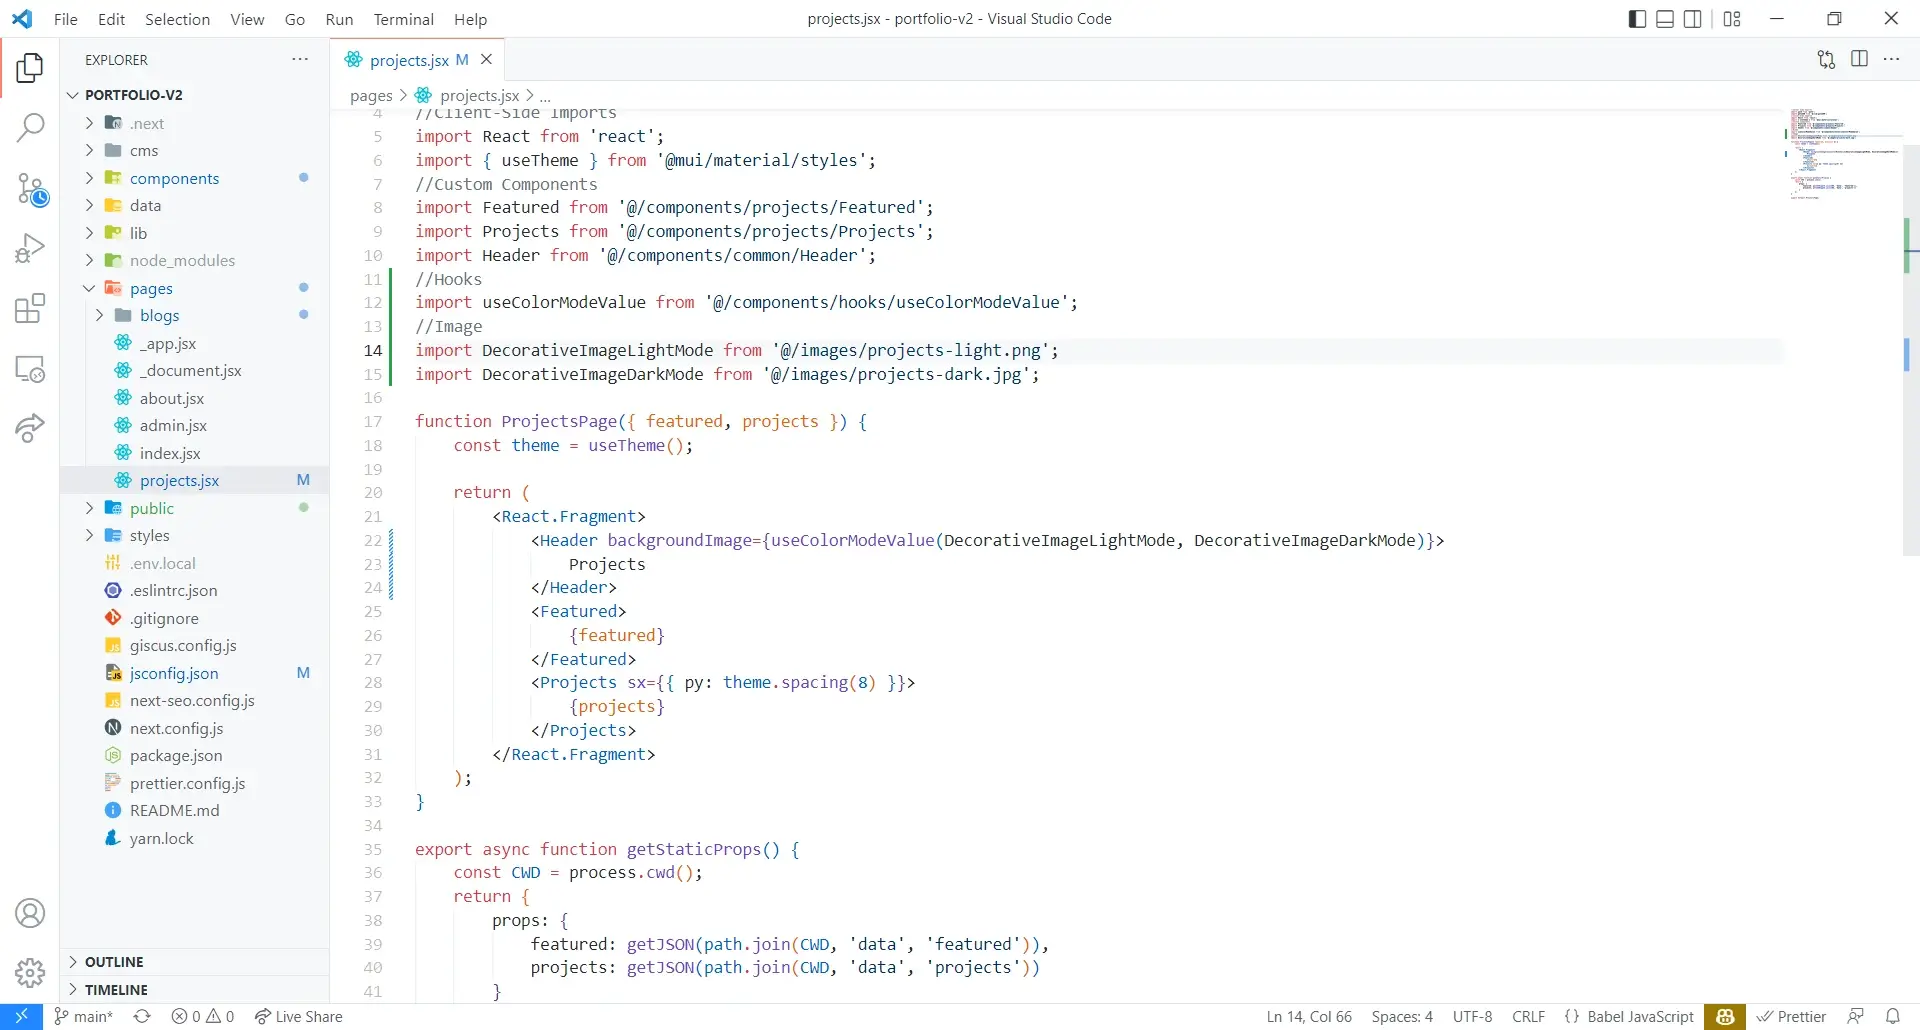 File Edit Selection View Go Run Terminal Help
projects.jsx - portfolio-v2 - Visual Studio Code
EXPLORER
PORTFOLIO-V2
.next
cms
components
data
lib
node_modules
pages
blogs
_app.jsx
_document.jsx
about.jsx
admin.jsx
index.jsx
projects.jsx M
public
styles
.env.local
.eslintrc.json
.gitignore
giscus.config.js
jsconfig.json M
next-seo.config.js
next.config.js
package.json
prettier.config.js
README.md
yarn.lock
OUTLINE
TIMELINE
projects.jsx M
pages > projects.jsx > ...
4 //Client-Side Imports
5 import React from 'react';
6 import { useTheme } from '@mui/material/styles';
7 //Custom Components
8 import Featured from '@/components/projects/Featured';
9 import Projects from '@/components/projects/Projects';
10 import Header from '@/components/common/Header';
11 //Hooks
12 import useColorModeValue from '@/components/hooks/useColorModeValue';
13 //Image
14 import DecorativeImageLightMode from '@/images/projects-light.png';
15 import DecorativeImageDarkMode from '@/images/projects-dark.jpg';
16
17 function ProjectsPage({ featured, projects }) {
18 const theme = useTheme();
19
20 return (
21 <React.Fragment>
22 <Header backgroundImage={useColorModeValue(DecorativeImageLightMode, DecorativeImageDarkMode)}>
23 Projects
24 </Header>
25 <Featured>
26 {featured}
27 </Featured>
28 <Projects sx={{ py: theme.spacing(8) }}>
29 {projects}
30 </Projects>
31 </React.Fragment>
32 );
33 }
34
35 export async function getStaticProps() {
36 const CWD = process.cwd();
37 return {
38 props: {
39 featured: getJSON(path.join(CWD, 'data', 'featured')),
40 projects: getJSON(path.join(CWD, 'data', 'projects'))
41 }
main* 0 0 Live Share
Ln 14, Col 66 Spaces: 4 UTF-8 CRLF {} Babel JavaScript Prettier